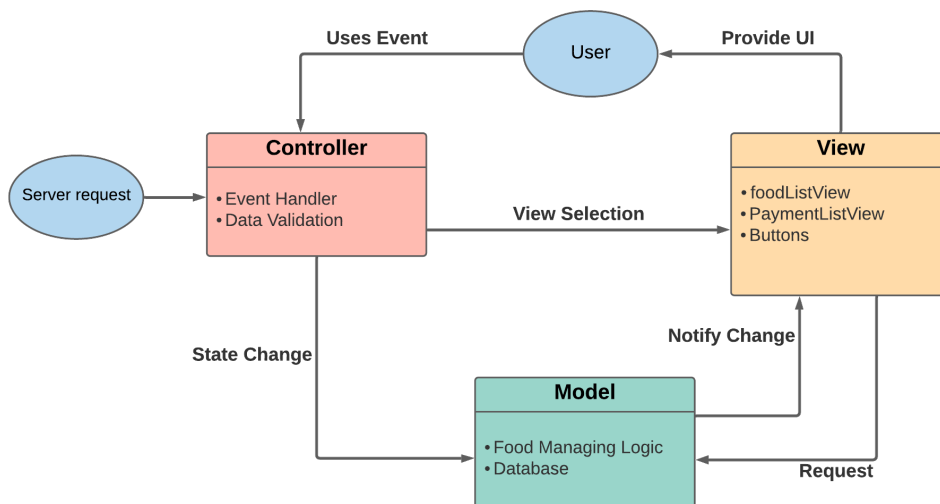 Uses Event
User
Provide UI
Controller
View
Server request
• Event Handler
• Data Validation
• foodListView
• PaymentListView
• Buttons
View Selection
State Change
Notify Change
Model
• Food Managing Logic
• Database
Request